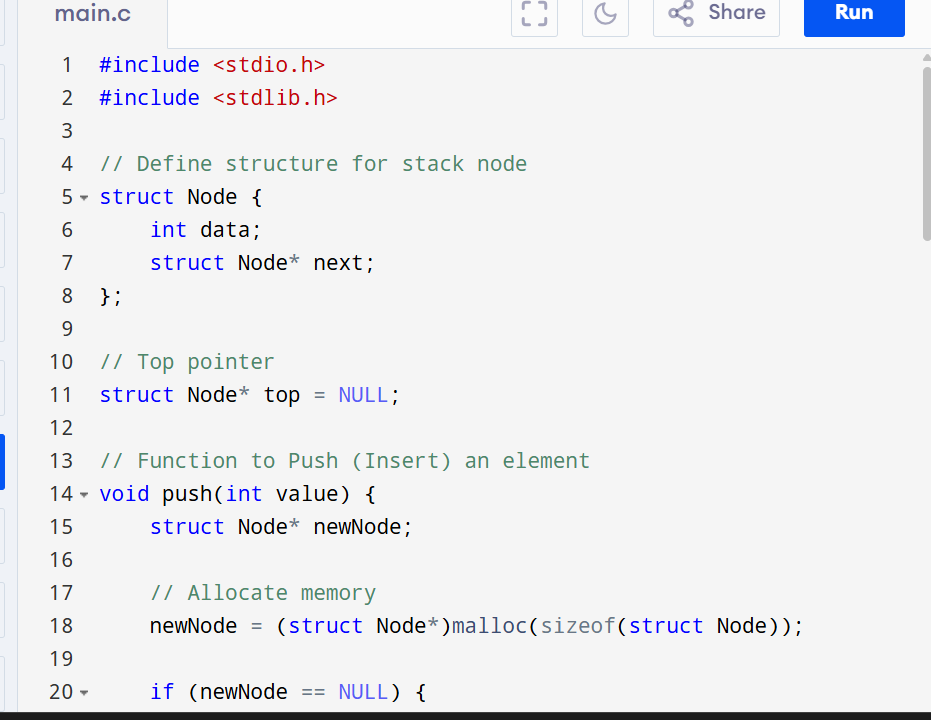 main.c
Share
Run
1 #include <stdio.h>
2 #include <stdlib.h>
3
4 // Define structure for stack node
5 struct Node {
6     int data;
7     struct Node* next;
8 };
9
10 // Top pointer
11 struct Node* top = NULL;
12
13 // Function to Push (Insert) an element
14 void push(int value) {
15     struct Node* newNode;
16
17     // Allocate memory
18     newNode = (struct Node*)malloc(sizeof(struct Node));
19
20     if (newNode == NULL) {